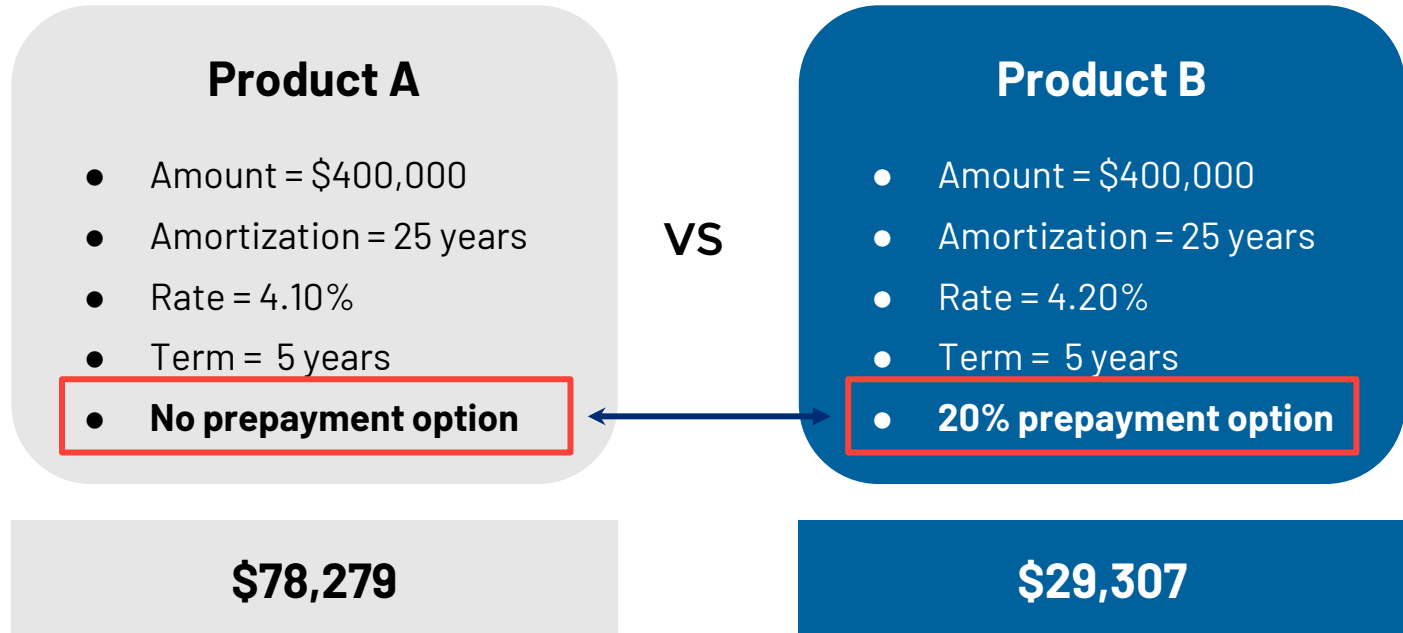 Product A
● Amount = $400,000
● Amortization = 25 years
● Rate = 4.10%
● Term = 5 years
● No prepayment option
$78,279
VS
Product B
● Amount = $400,000
● Amortization = 25 years
● Rate = 4.20%
● Term = 5 years
● 20% prepayment option
$29,307